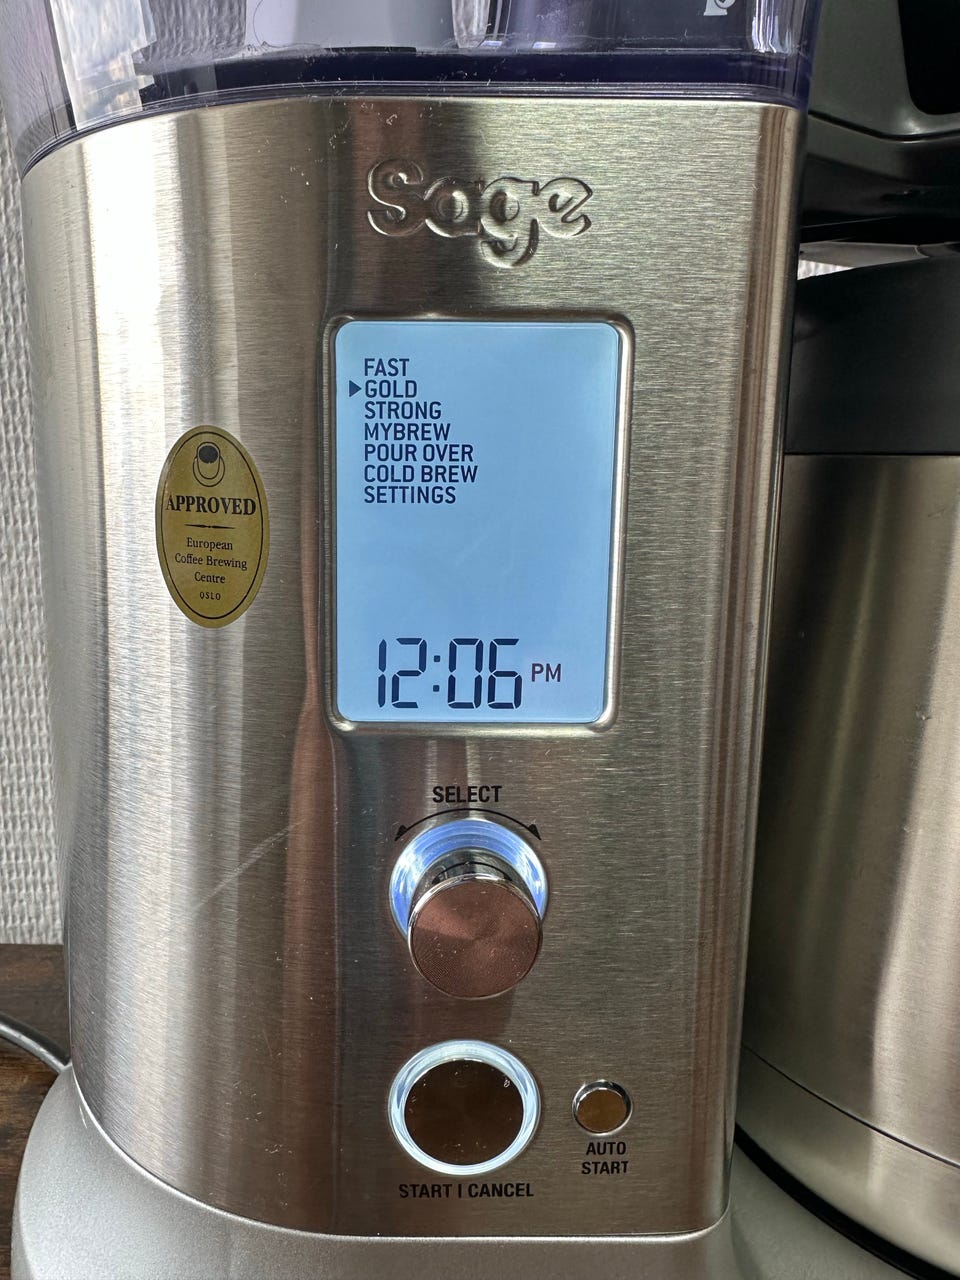 Sage
FAST
▶GOLD
STRONG
MYBREW
POUR OVER
COLD BREW
SETTINGS
12:06 PM
APPROVED
European
Coffee Brewing
Centre
OSLO
SELECT
START | CANCEL
AUTO
START